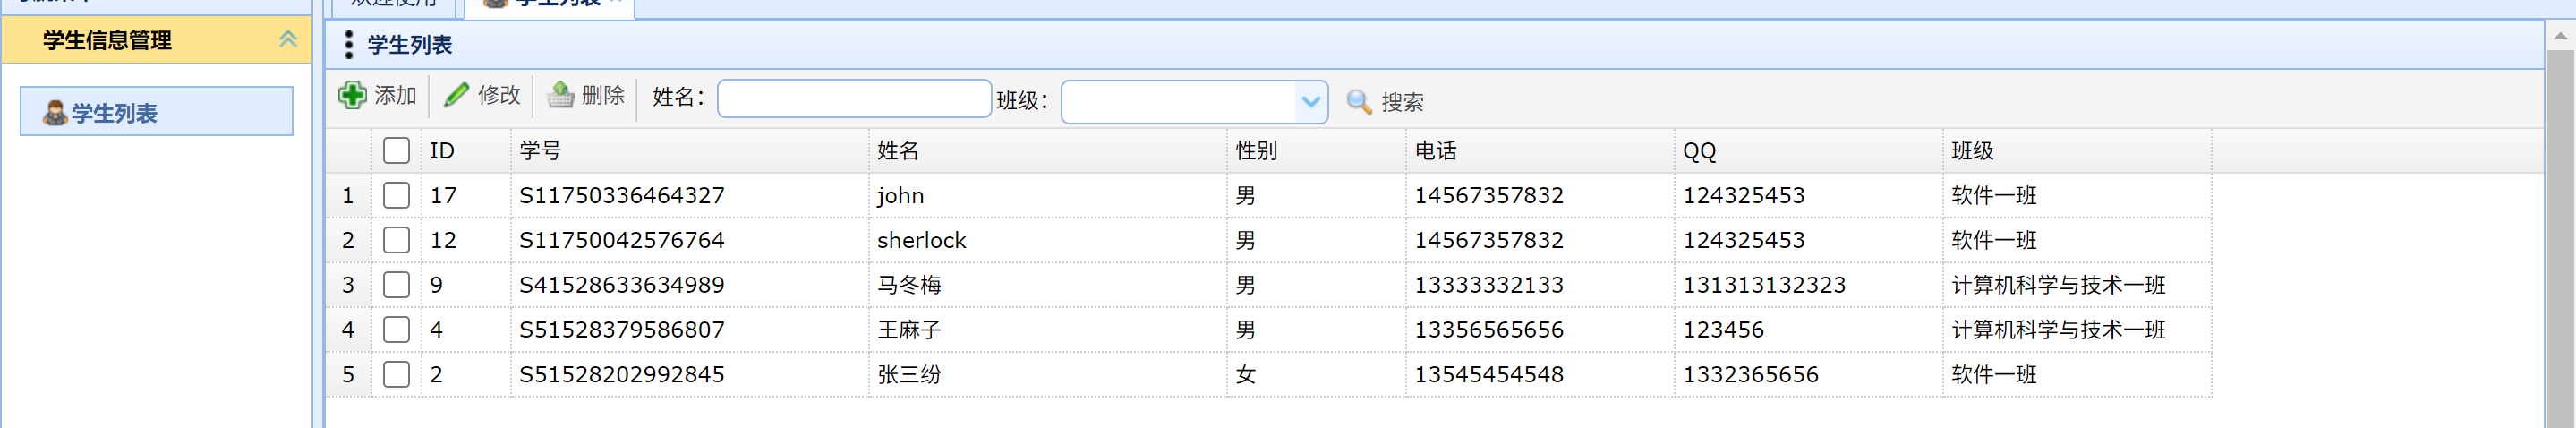 学生信息管理
学生列表
学生列表
学生列表
添加 修改 删除 姓名： 班级： 搜索
ID 学号 姓名 性别 电话 QQ 班级
1 17 S11750336464327 john 男 14567357832 124325453 软件一班
2 12 S11750042576764 sherlock 男 14567357832 124325453 软件一班
3 9 S41528633634989 马冬梅 男 13333332133 131313132323 计算机科学与技术一班
4 4 S51528379586807 王麻子 男 13356565656 123456 计算机科学与技术一班
5 2 S51528202992845 张三纷 女 13545454548 1332365656 软件一班